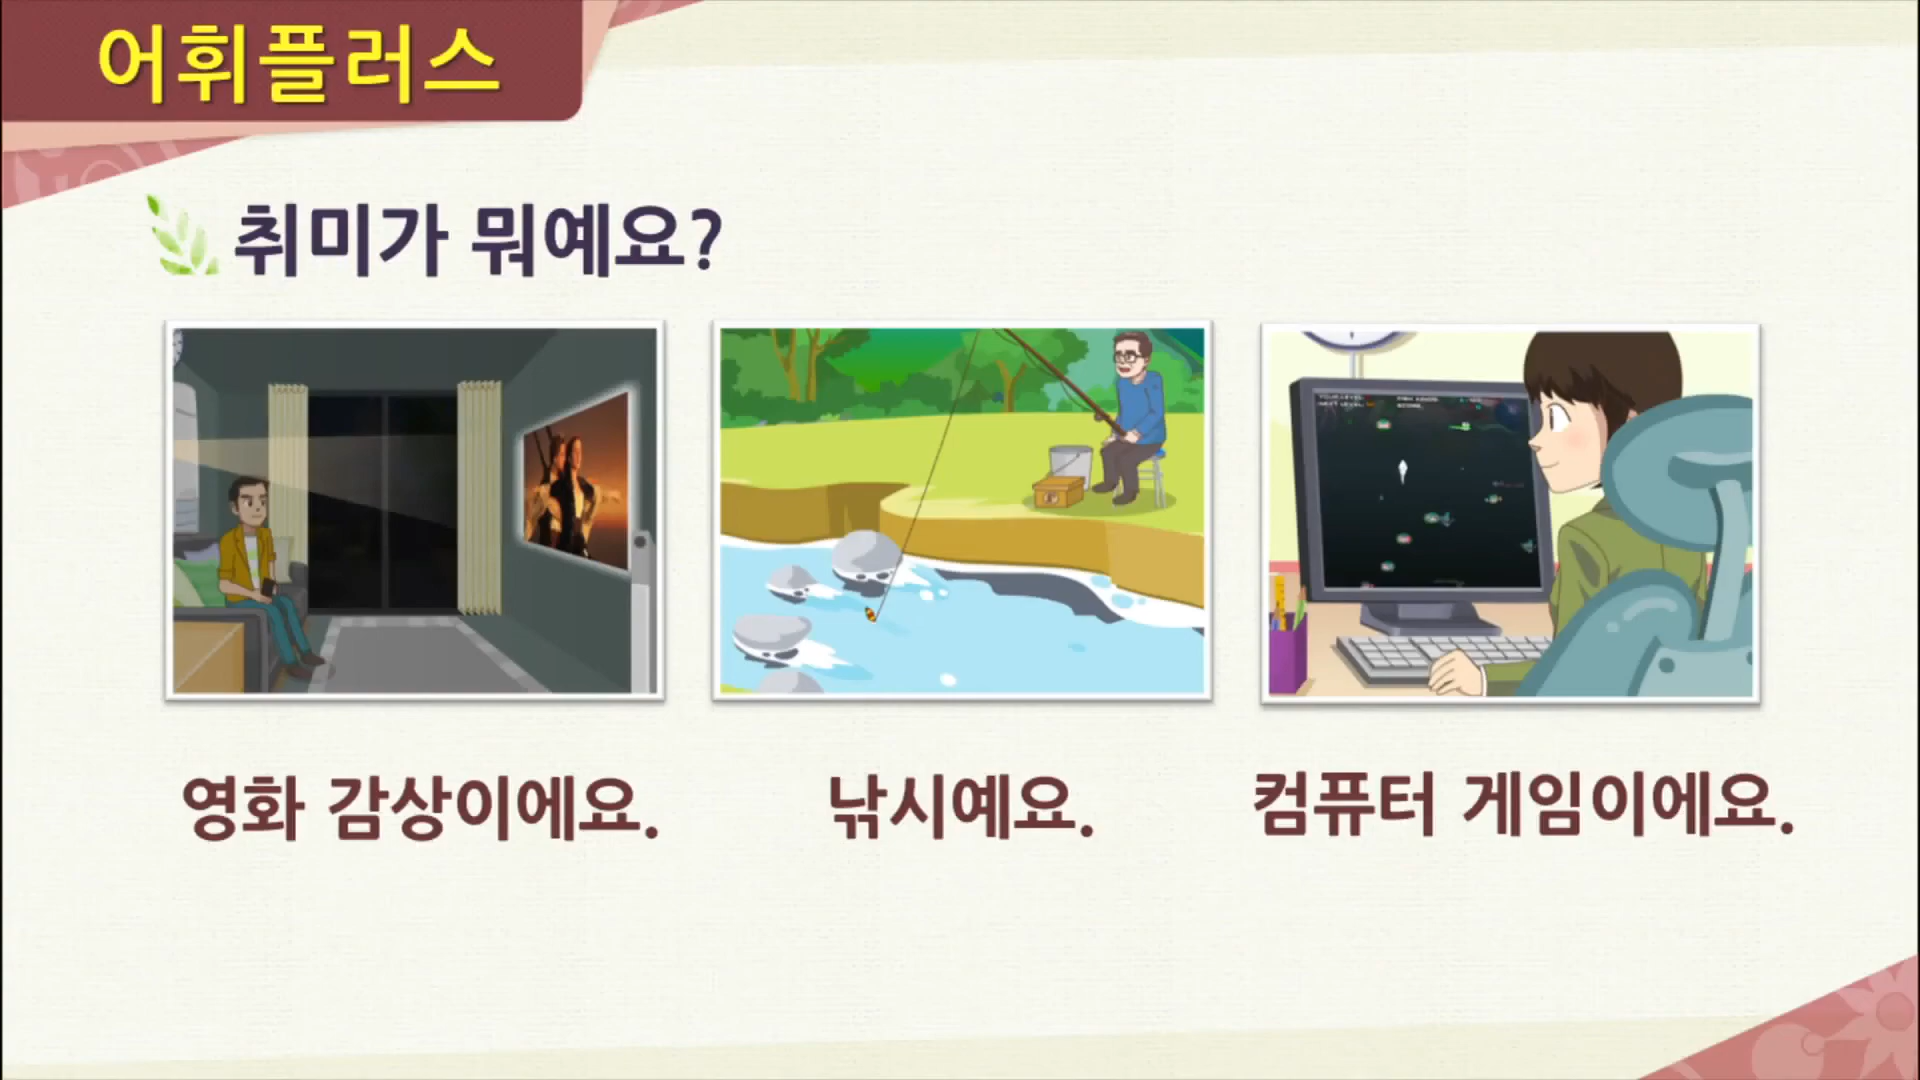 어휘플러스
취미가 뭐예요?
영화 감상이에요.
낚시예요.
컴퓨터 게임이에요.